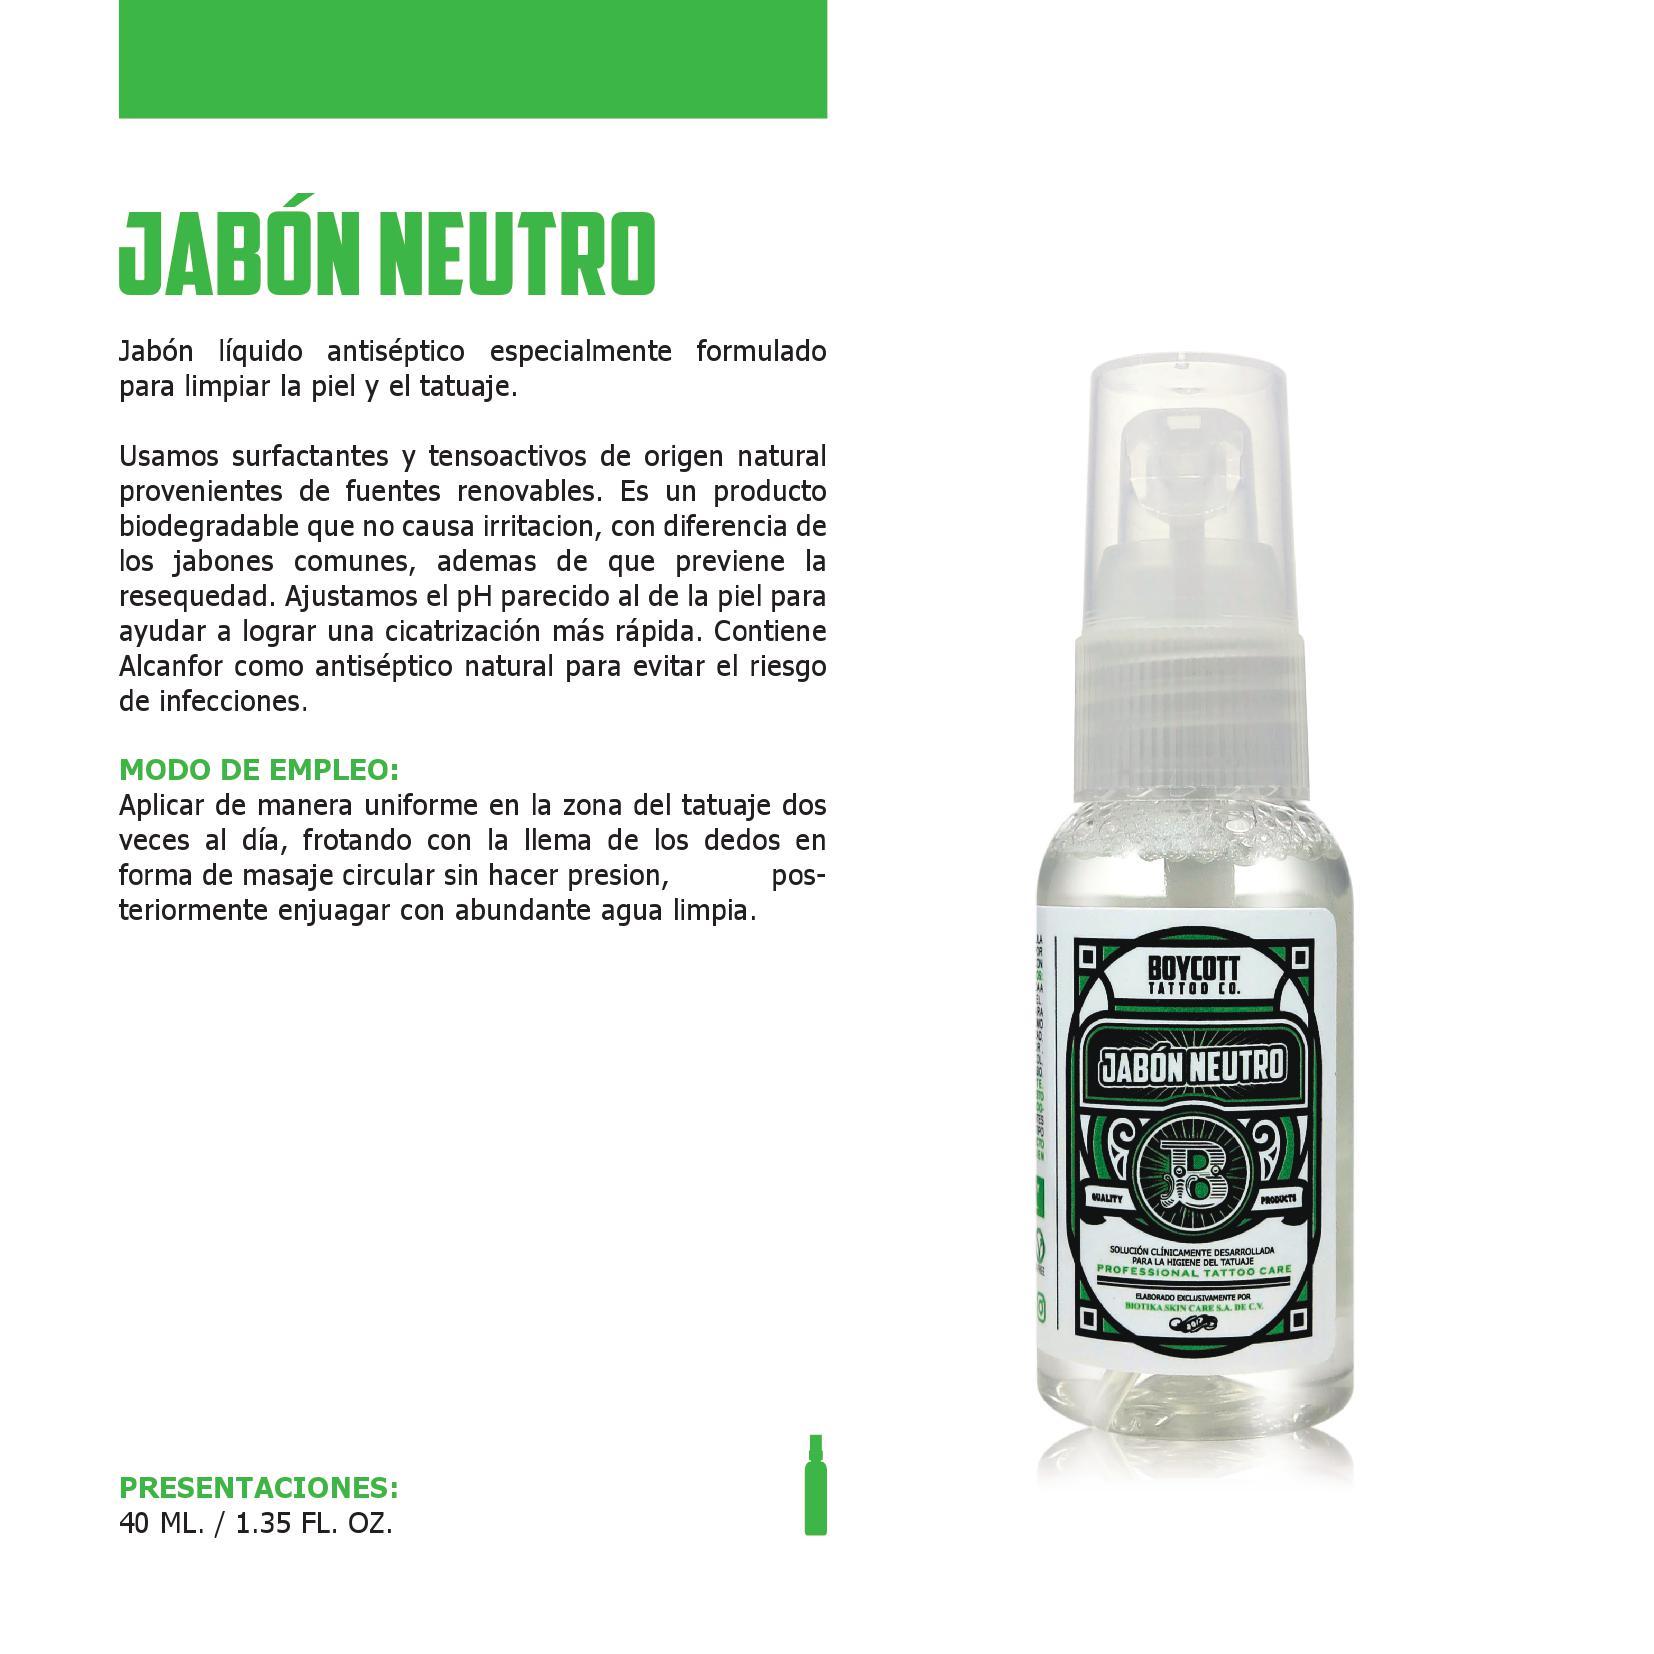 JABÓN NEUTRO
Jabón líquido antiséptico especialmente formulado
para limpiar la piel y el tatuaje.
Usamos surfactantes y tensoactivos de origen natural
provenientes de fuentes renovables. Es un producto
biodegradable que no causa irritacion, con diferencia de
los jabones comunes, ademas de que previene la
resequedad. Ajustamos el pH parecido al de la piel para
ayudar a lograr una cicatrización más rápida. Contiene
Alcanfor como antiséptico natural para evitar el riesgo
de infecciones.
MODO DE EMPLEO:
Aplicar de manera uniforme en la zona del tatuaje dos
veces al día, frotando con la llema de los dedos en
forma de masaje circular sin hacer presion, pos-
teriormente enjuagar con abundante agua limpia.
PRESENTACIONES:
40 ML. / 1.35 FL. OZ.
BOYCOTT
TATTOO CO.
JABÓN NEUTRO
B
QUALITY PRODUCTS
SOLUCIÓN CLÍNICAMENTE DESARROLLADA
PARA LA HIGIENE DEL TATUAJE
PROFESSIONAL TATTOO CARE
ELABORADO EXCLUSIVAMENTE POR
BIOTIKA SKIN CARE S.A. DE C.V.